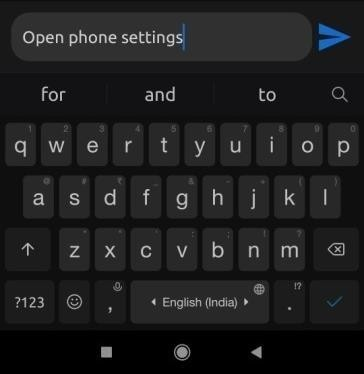 Open phone settings
for and to
1 2 3 4 5 6 7 8 9 0
q w e r t y u i o p
@ # ₹ _ & - + ( )
a s d f g h j k l
* " ' : ; ! ?
z x c v b n m
?123 , English (India) . !?